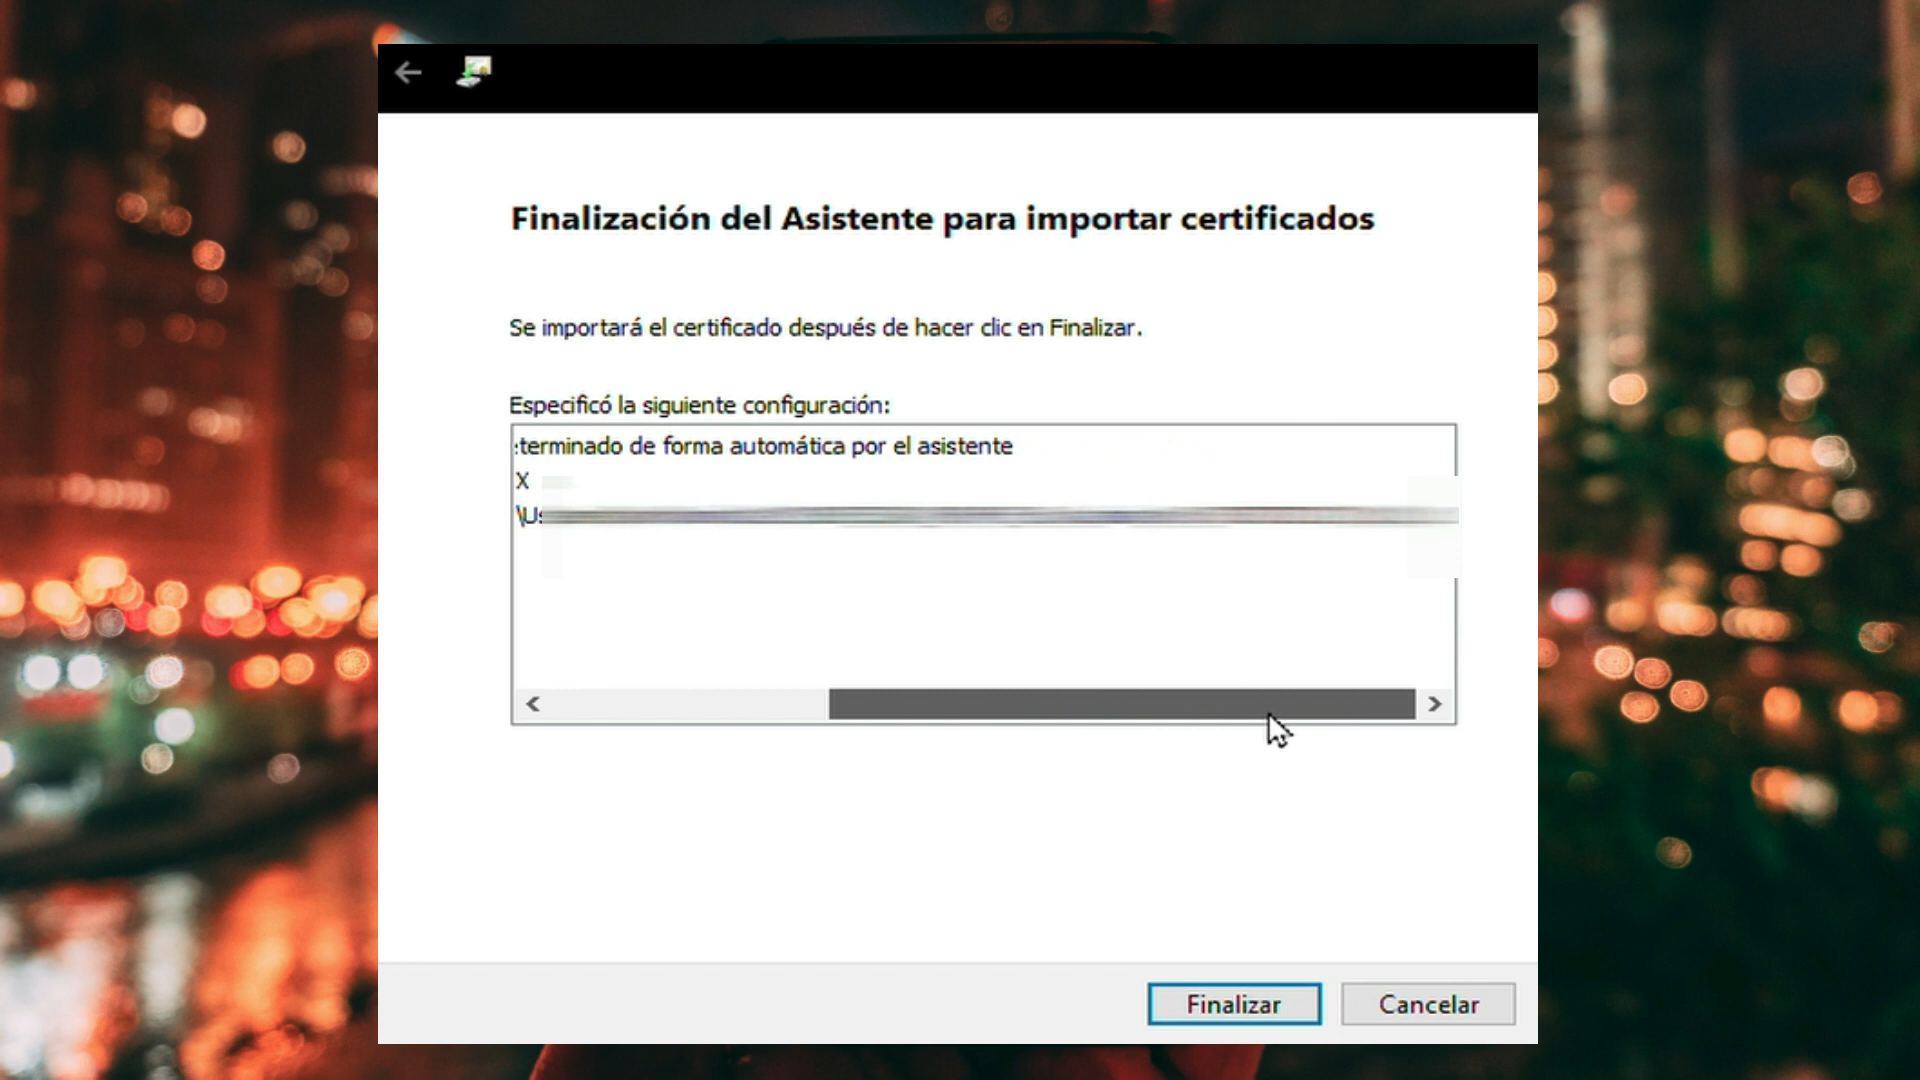 Finalización del Asistente para importar certificados
Se importará el certificado después de hacer clic en Finalizar.
Especificó la siguiente configuración:
terminado de forma automática por el asistente
X
\Us
Finalizar
Cancelar